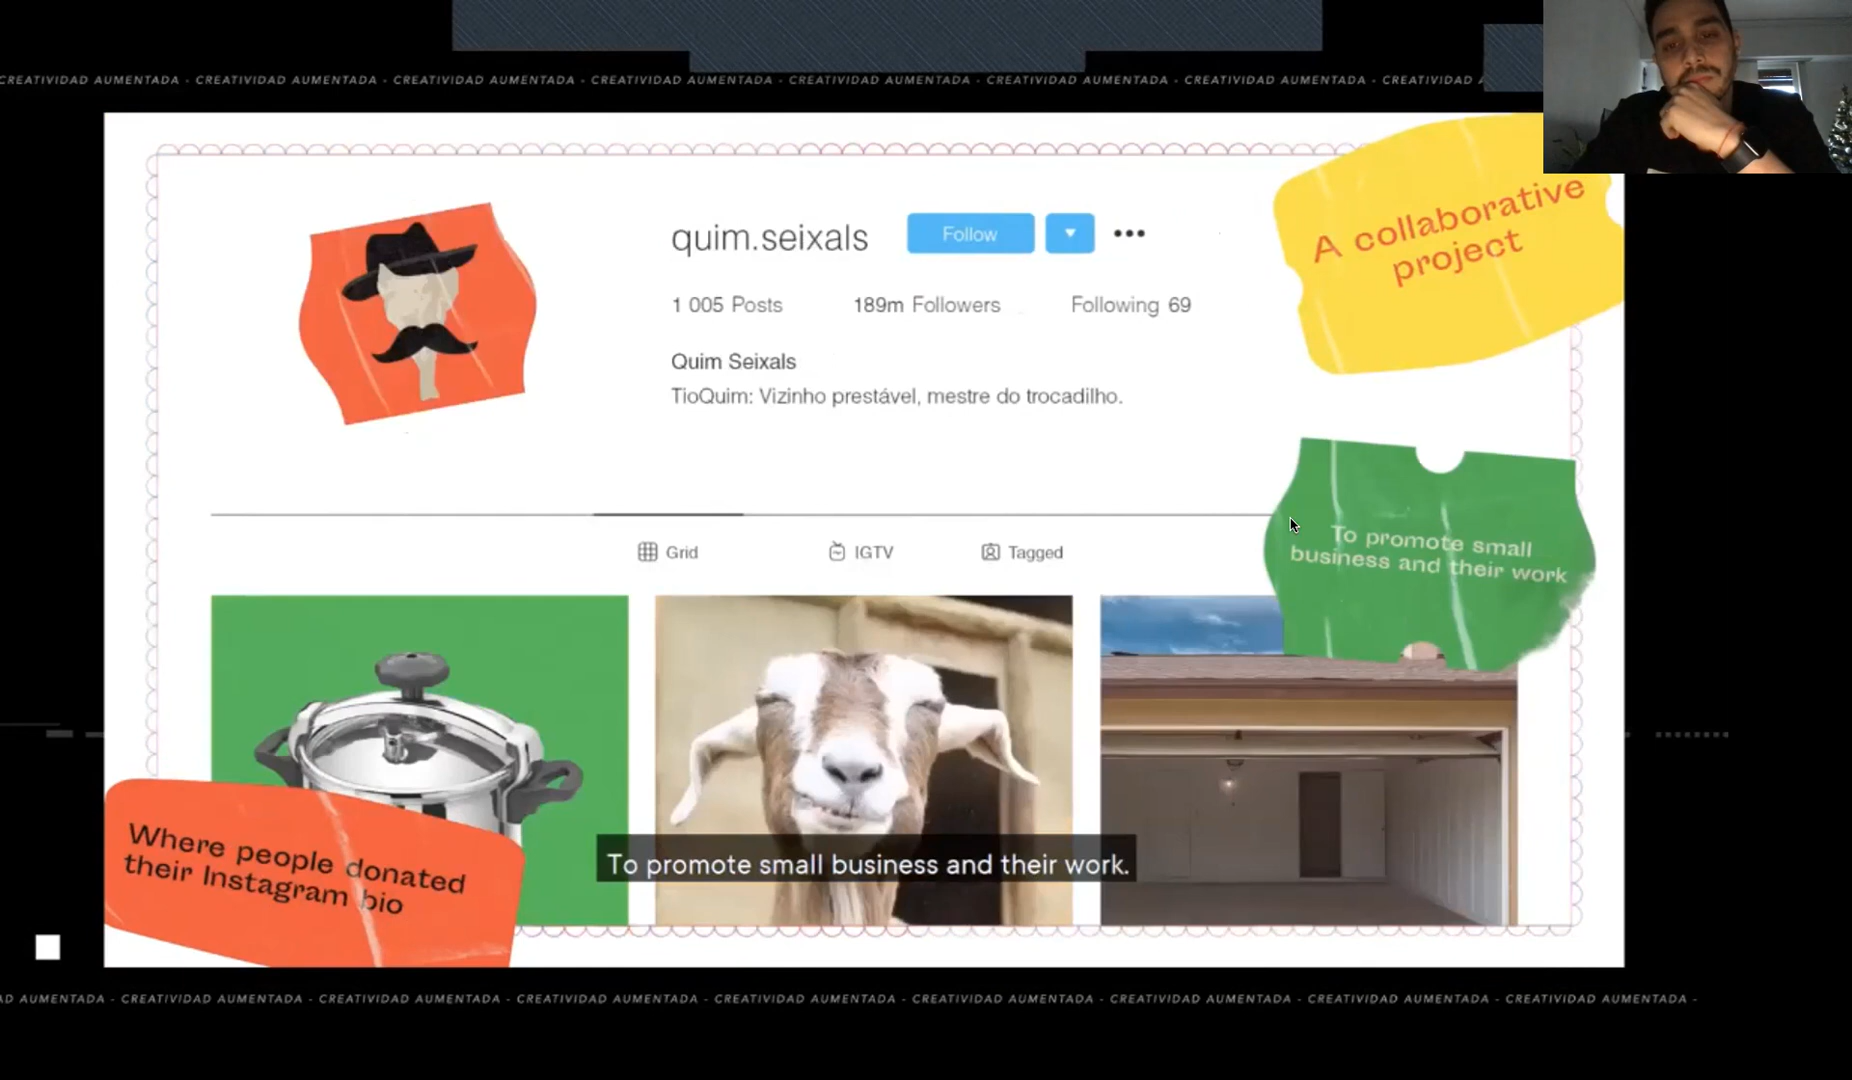 CREATIVIDAD AUMENTADA - CREATIVIDAD AUMENTADA - CREATIVIDAD AUMENTADA - CREATIVIDAD AUMENTADA - CREATIVIDAD AUMENTADA - CREATIVIDAD AUMENTADA - CREATIVIDAD AUMENTADA - CREATIVIDAD A
A collaborative
project
quim.seixals Follow
1 005 Posts 189m Followers Following 69
Quim Seixals
TioQuim: Vizinho prestável, mestre do trocadilho.
To promote small
business and their work
Grid IGTV Tagged
Where people donated
their Instagram bio
To promote small business and their work.
AD AUMENTADA - CREATIVIDAD AUMENTADA - CREATIVIDAD AUMENTADA - CREATIVIDAD AUMENTADA - CREATIVIDAD AUMENTADA - CREATIVIDAD AUMENTADA - CREATIVIDAD AUMENTADA - CREATIVIDAD AUMENTADA - CREATIVIDAD AUMENTADA -